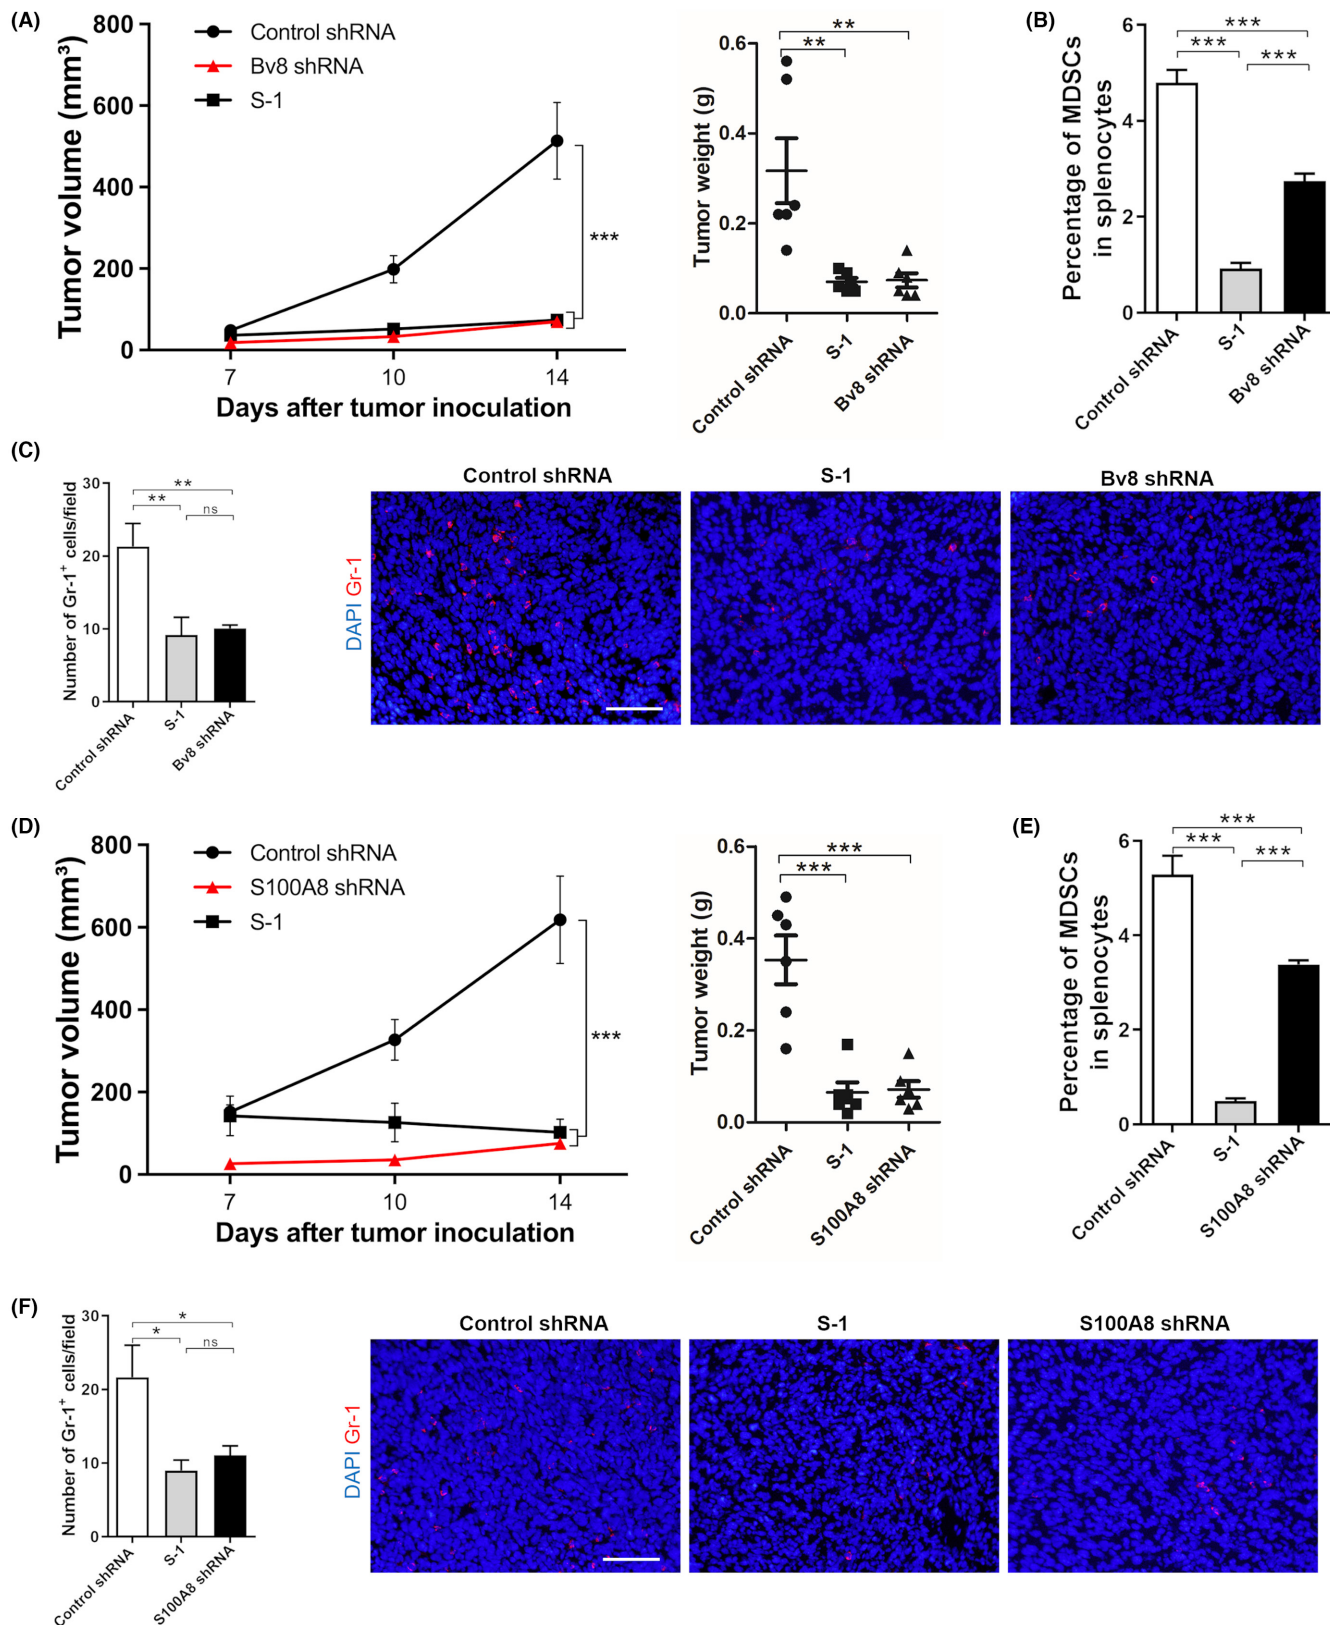 (A)
Tumor volume (mm³)
800
600
400
200
0
7
10
14
Days after tumor inoculation
Control shRNA
Bv8 shRNA
S-1
***
Tumor weight (g)
0.6
0.4
0.2
0.0
**
**
Control shRNA
S-1
Bv8 shRNA
(B)
Percentage of MDSCs
in splenocytes
6
4
2
0
***
***
***
Control shRNA
S-1
Bv8 shRNA
(C)
Number of Gr-1⁺ cells/field
30
20
10
0
**
**
ns
Control shRNA
S-1
Bv8 shRNA
DAPI Gr-1
Control shRNA
S-1
Bv8 shRNA
(D)
Tumor volume (mm³)
800
600
400
200
0
7
10
14
Days after tumor inoculation
Control shRNA
S100A8 shRNA
S-1
***
Tumor weight (g)
0.6
0.4
0.2
0.0
***
***
Control shRNA
S-1
S100A8 shRNA
(E)
Percentage of MDSCs
in splenocytes
6
4
2
0
***
***
***
Control shRNA
S-1
S100A8 shRNA
(F)
Number of Gr-1⁺ cells/field
30
20
10
0
*
*
ns
Control shRNA
S-1
S100A8 shRNA
DAPI Gr-1
Control shRNA
S-1
S100A8 shRNA